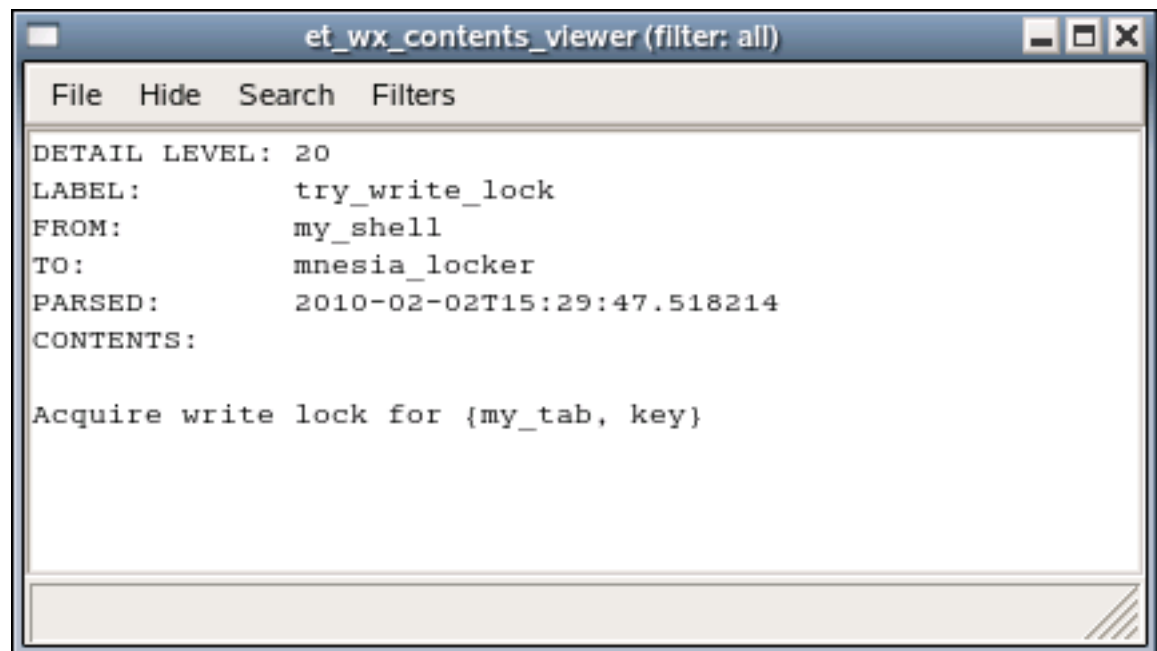 et_wx_contents_viewer (filter: all)
File Hide Search Filters
DETAIL LEVEL: 20
LABEL: try_write_lock
FROM: my_shell
TO: mnesia_locker
PARSED: 2010-02-02T15:29:47.518214
CONTENTS:
Acquire write lock for {my_tab, key}